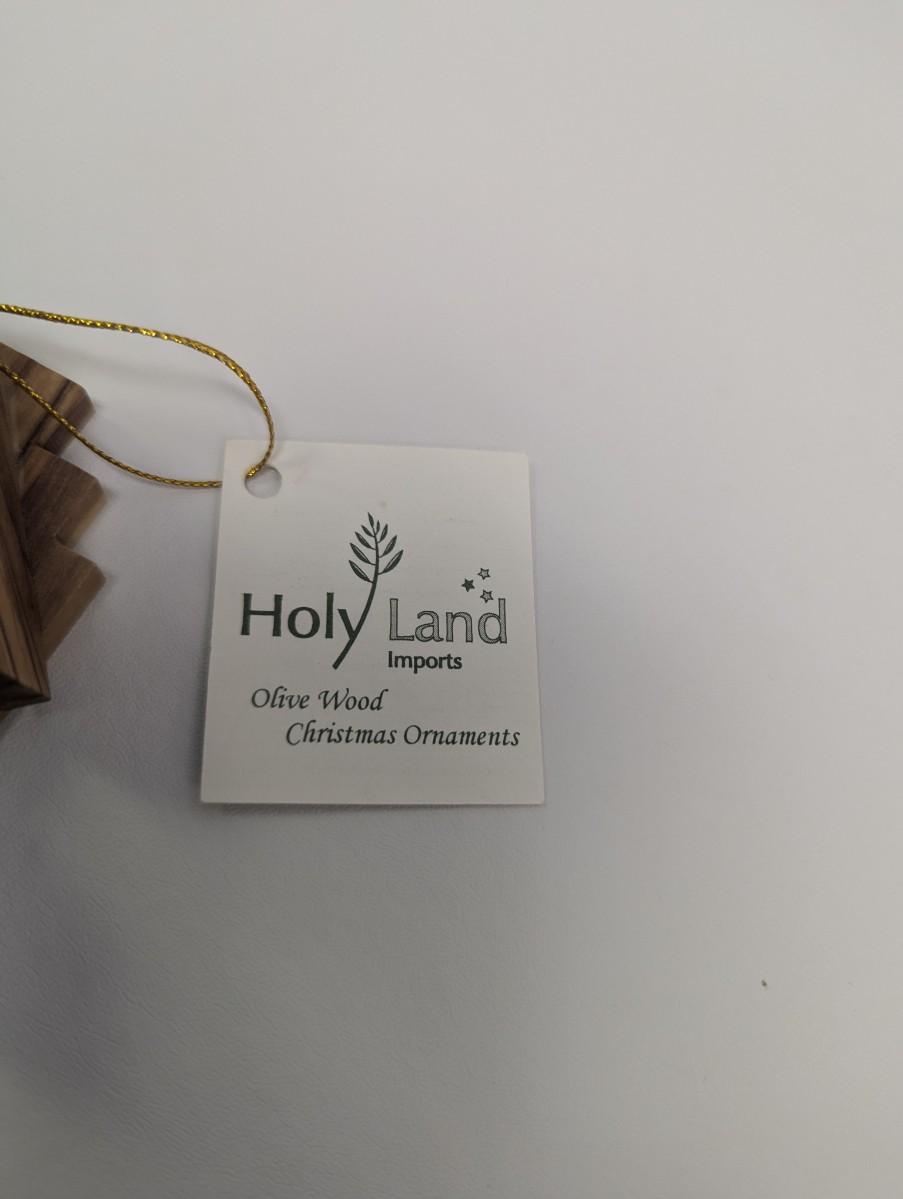 Holy Land
Imports
Olive Wood
Christmas Ornaments